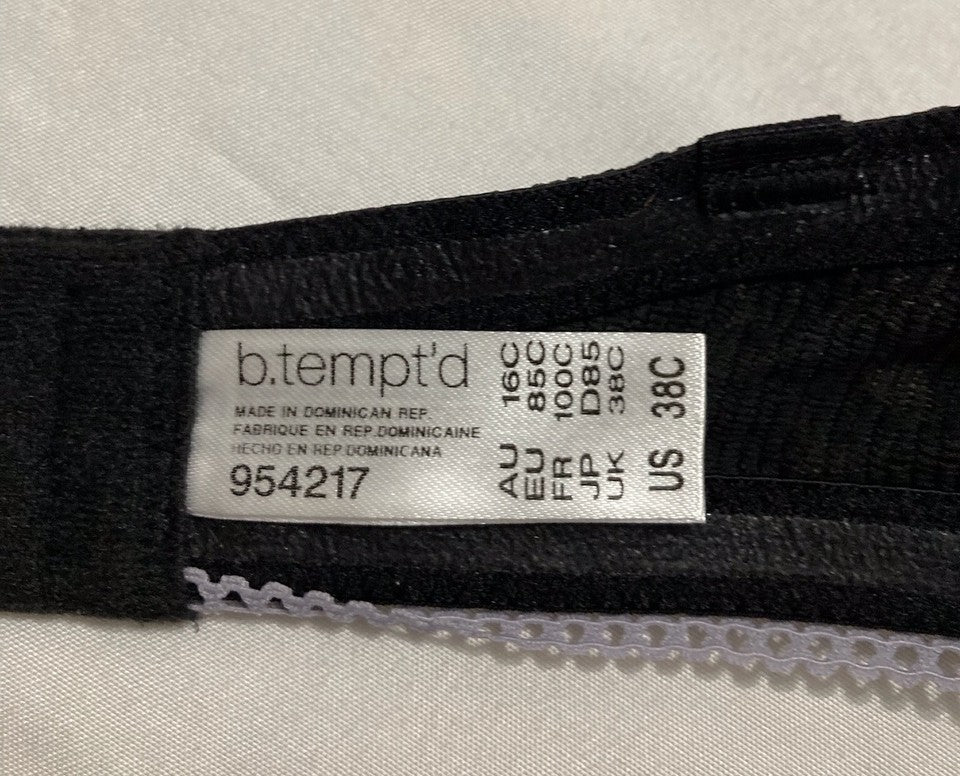 b.tempt'd
MADE IN DOMINICAN REP.
FABRIQUE EN REP.DOMINICAINE
HECHO EN REP.DOMINICANA
954217
AU 16C
EU 85C
FR 100C
JP D85
UK 38C
US 38C